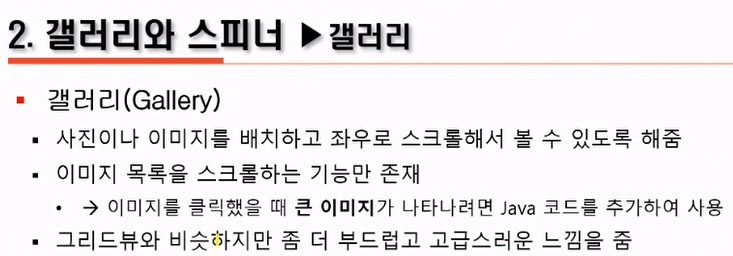 2. 갤러리와 스피너 ▶갤러리
▪ 갤러리(Gallery)
▪ 사진이나 이미지를 배치하고 좌우로 스크롤해서 볼 수 있도록 해줌
▪ 이미지 목록을 스크롤하는 기능만 존재
• → 이미지를 클릭했을 때 큰 이미지가 나타나려면 Java 코드를 추가하여 사용
▪ 그리드뷰와 비슷하지만 좀 더 부드럽고 고급스러운 느낌을 줌